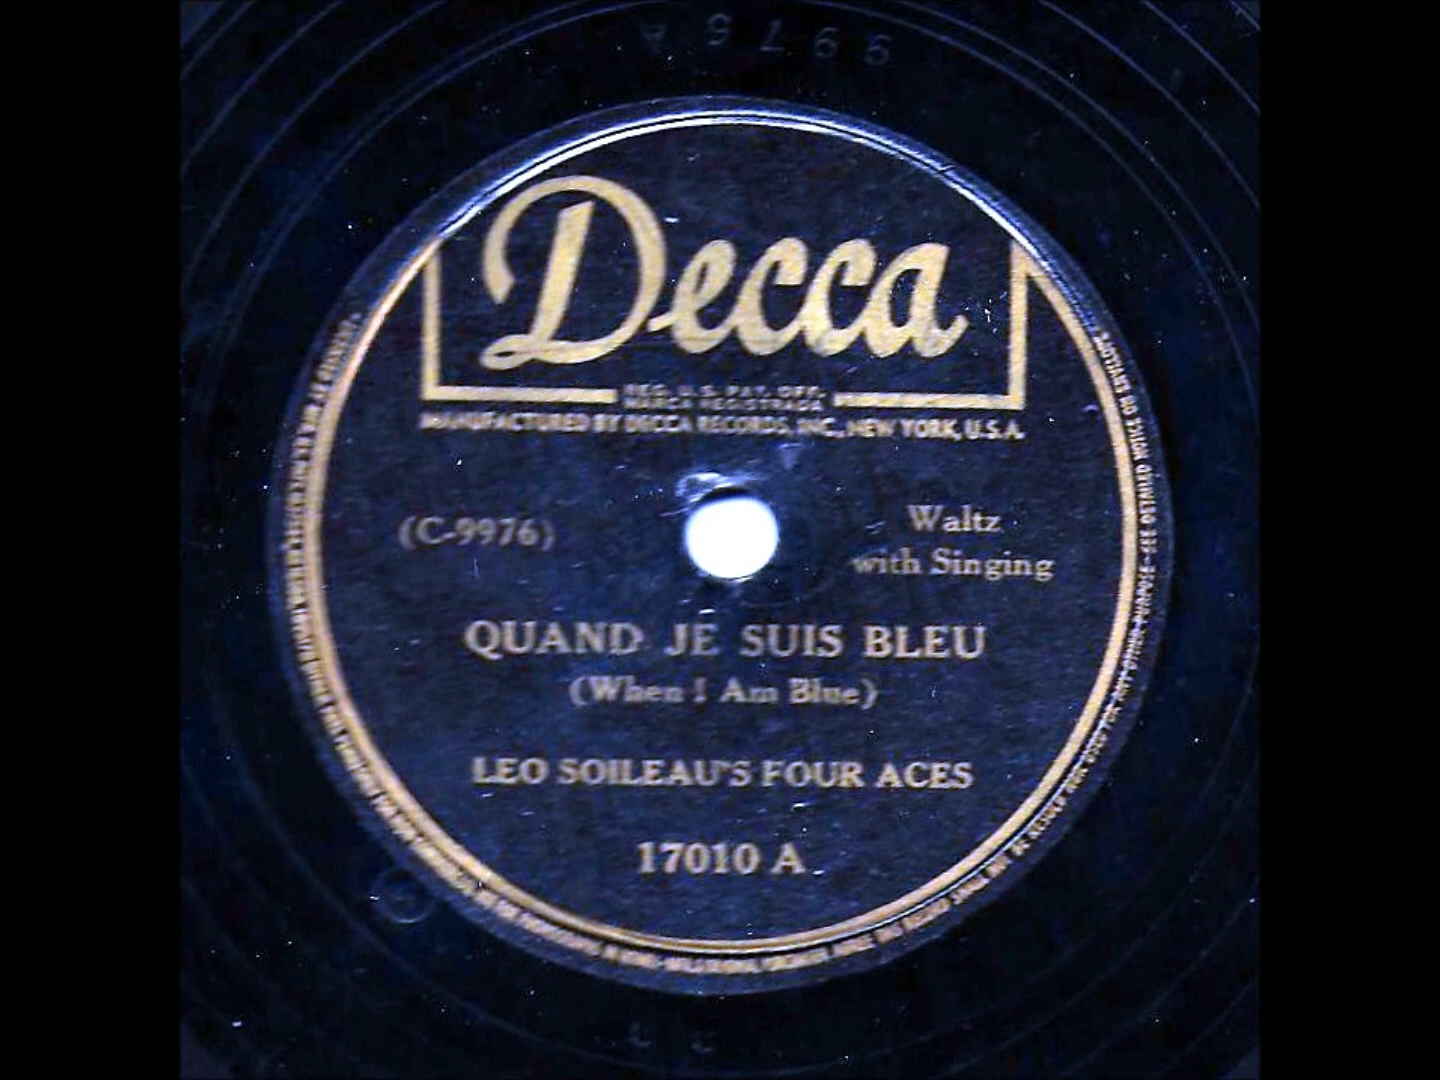 Decca
REG. U.S. PAT. OFF.
MARCA REGISTRADA
MANUFACTURED BY DECCA RECORDS, INC., NEW YORK, U.S.A.
(C-9976)
Waltz
with Singing
QUAND JE SUIS BLEU
(When I Am Blue)
LEO SOILEAU'S FOUR ACES
17010 A